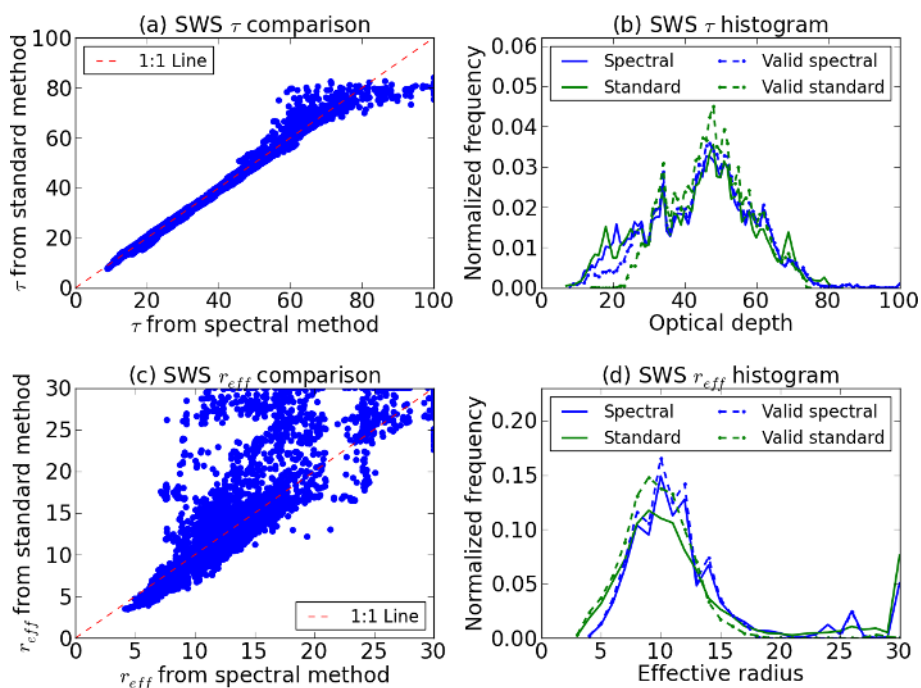 (a) SWS τ comparison
τ from standard method
100
80
60
40
20
0
1:1 Line
0 20 40 60 80 100
τ from spectral method
(b) SWS τ histogram
Normalized frequency
0.06
0.05
0.04
0.03
0.02
0.01
0.00
Spectral
Standard
Valid spectral
Valid standard
0 20 40 60 80 100
Optical depth
(c) SWS r_eff comparison
r_eff from standard method
30
25
20
15
10
5
0
1:1 Line
0 5 10 15 20 25 30
r_eff from spectral method
(d) SWS r_eff histogram
Normalized frequency
0.20
0.15
0.10
0.05
0.00
Spectral
Standard
Valid spectral
Valid standard
0 5 10 15 20 25 30
Effective radius